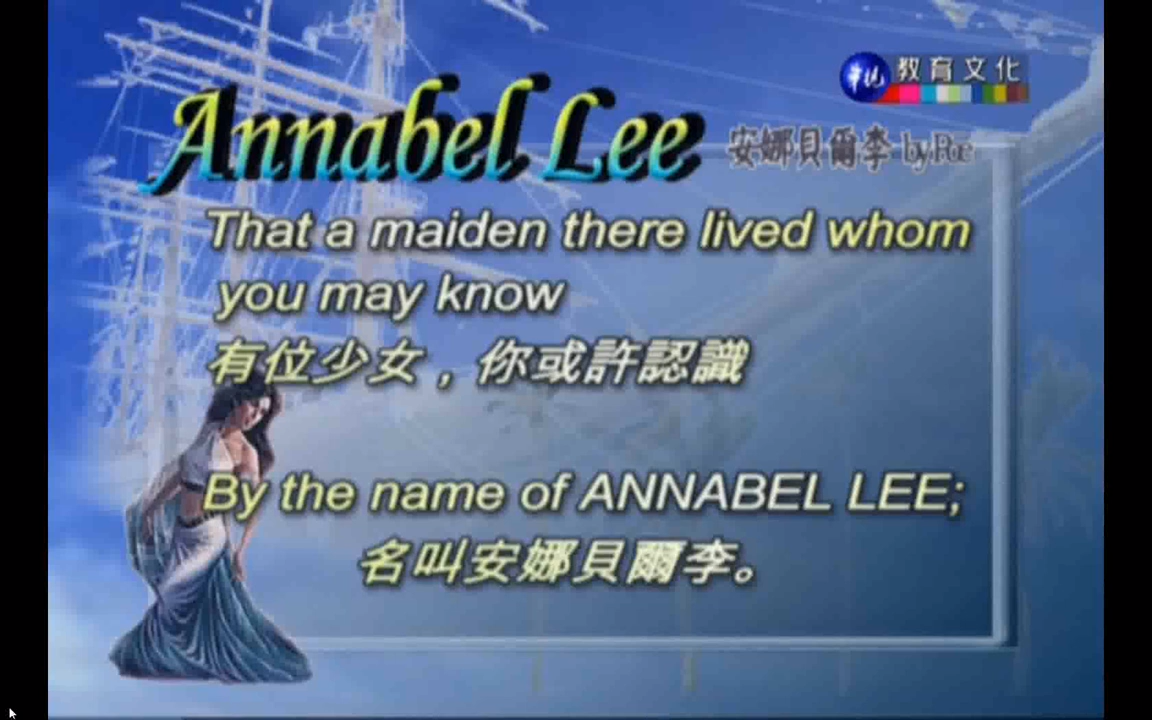 華視 教育文化
Annabel Lee 安娜貝爾李 by Poe
That a maiden there lived whom
you may know
有位少女，你或許認識
By the name of ANNABEL LEE;
名叫安娜貝爾李。